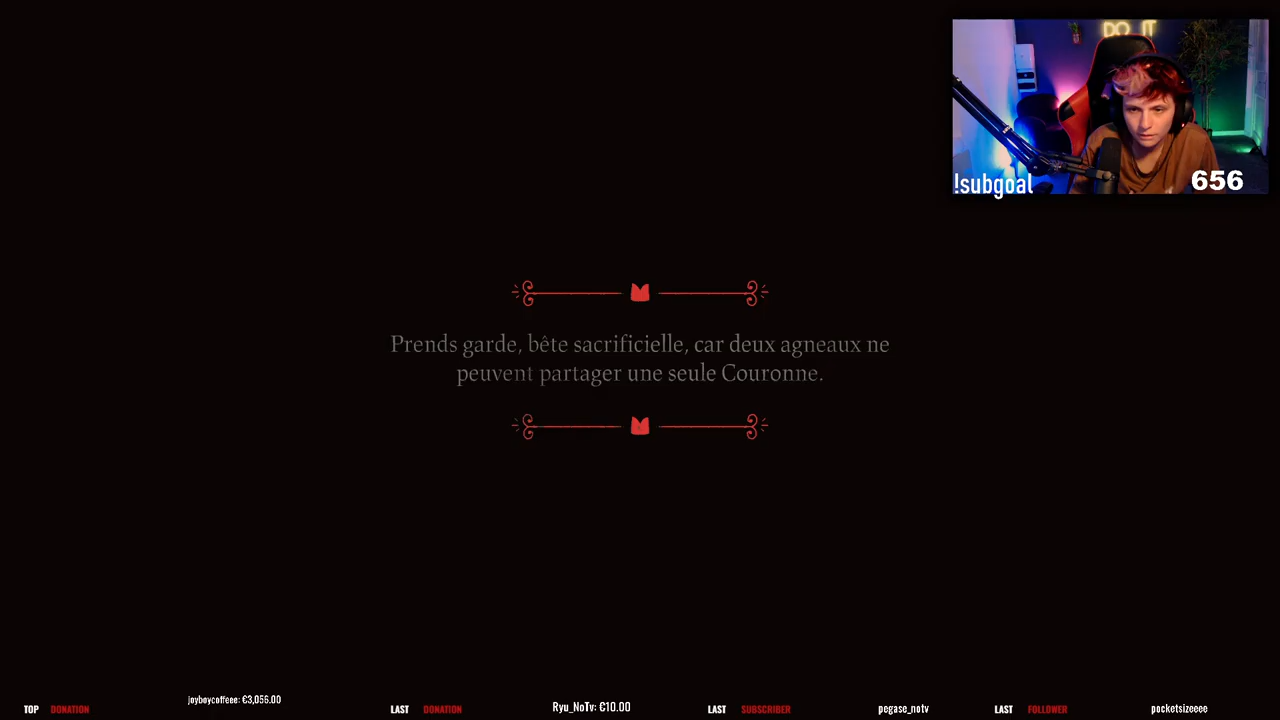 DO IT
!subgoal
656
Prends garde, bête sacrificielle, car deux agneaux ne
peuvent partager une seule Couronne.
TOP DONATION joyboycoffeee: €3,056.00 LAST DONATION Ryu_NoTv: €10.00 LAST SUBSCRIBER pegase_notv LAST FOLLOWER pocketsizeeee